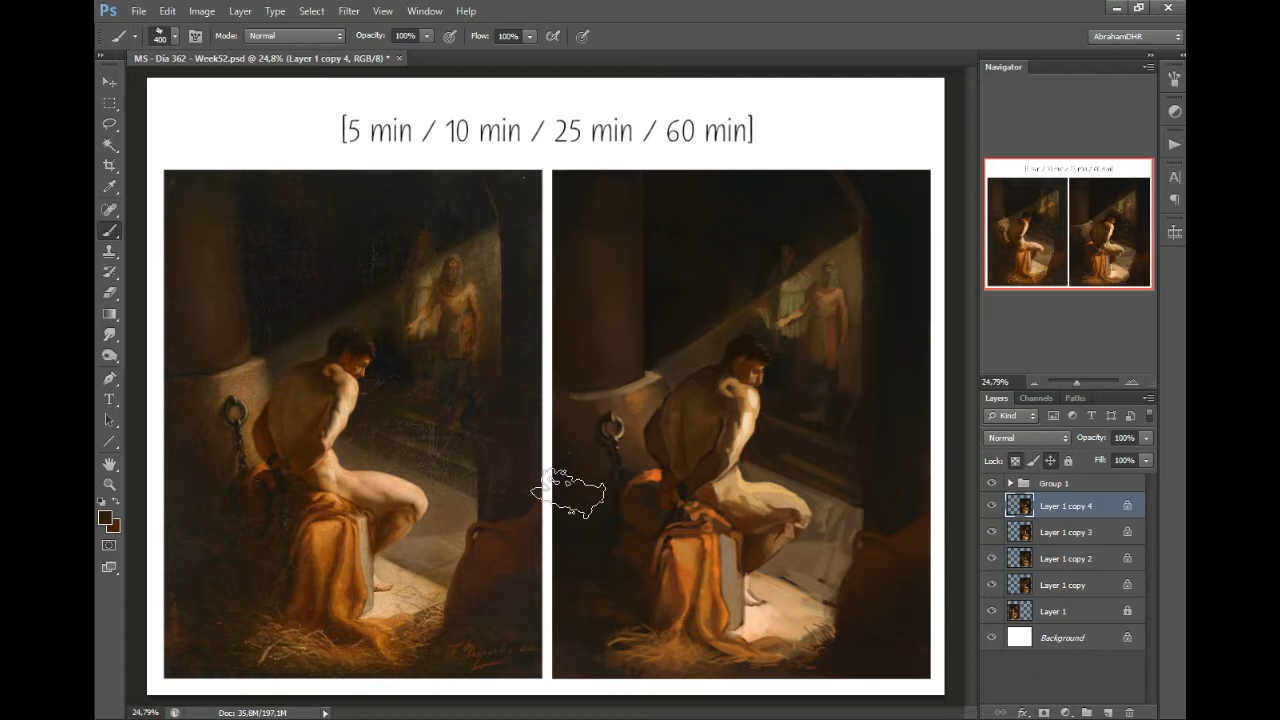 Ps File Edit Image Layer Type Select Filter View Window Help
400 Mode: Normal Opacity: 100% Flow: 100% AbrahamDHR
MS - Dia 362 - Week52.psd @ 24,8% (Layer 1 copy 4, RGB/8) * ×
Navigator
[5 min / 10 min / 25 min / 60 min]
24,79%
Layers Channels Paths
Kind
Normal Opacity: 100%
Lock: Fill: 100%
Group 1
Layer 1 copy 4
Layer 1 copy 3
Layer 1 copy 2
Layer 1 copy
Layer 1
Background
24,79% Doc: 35,8M/197,1M